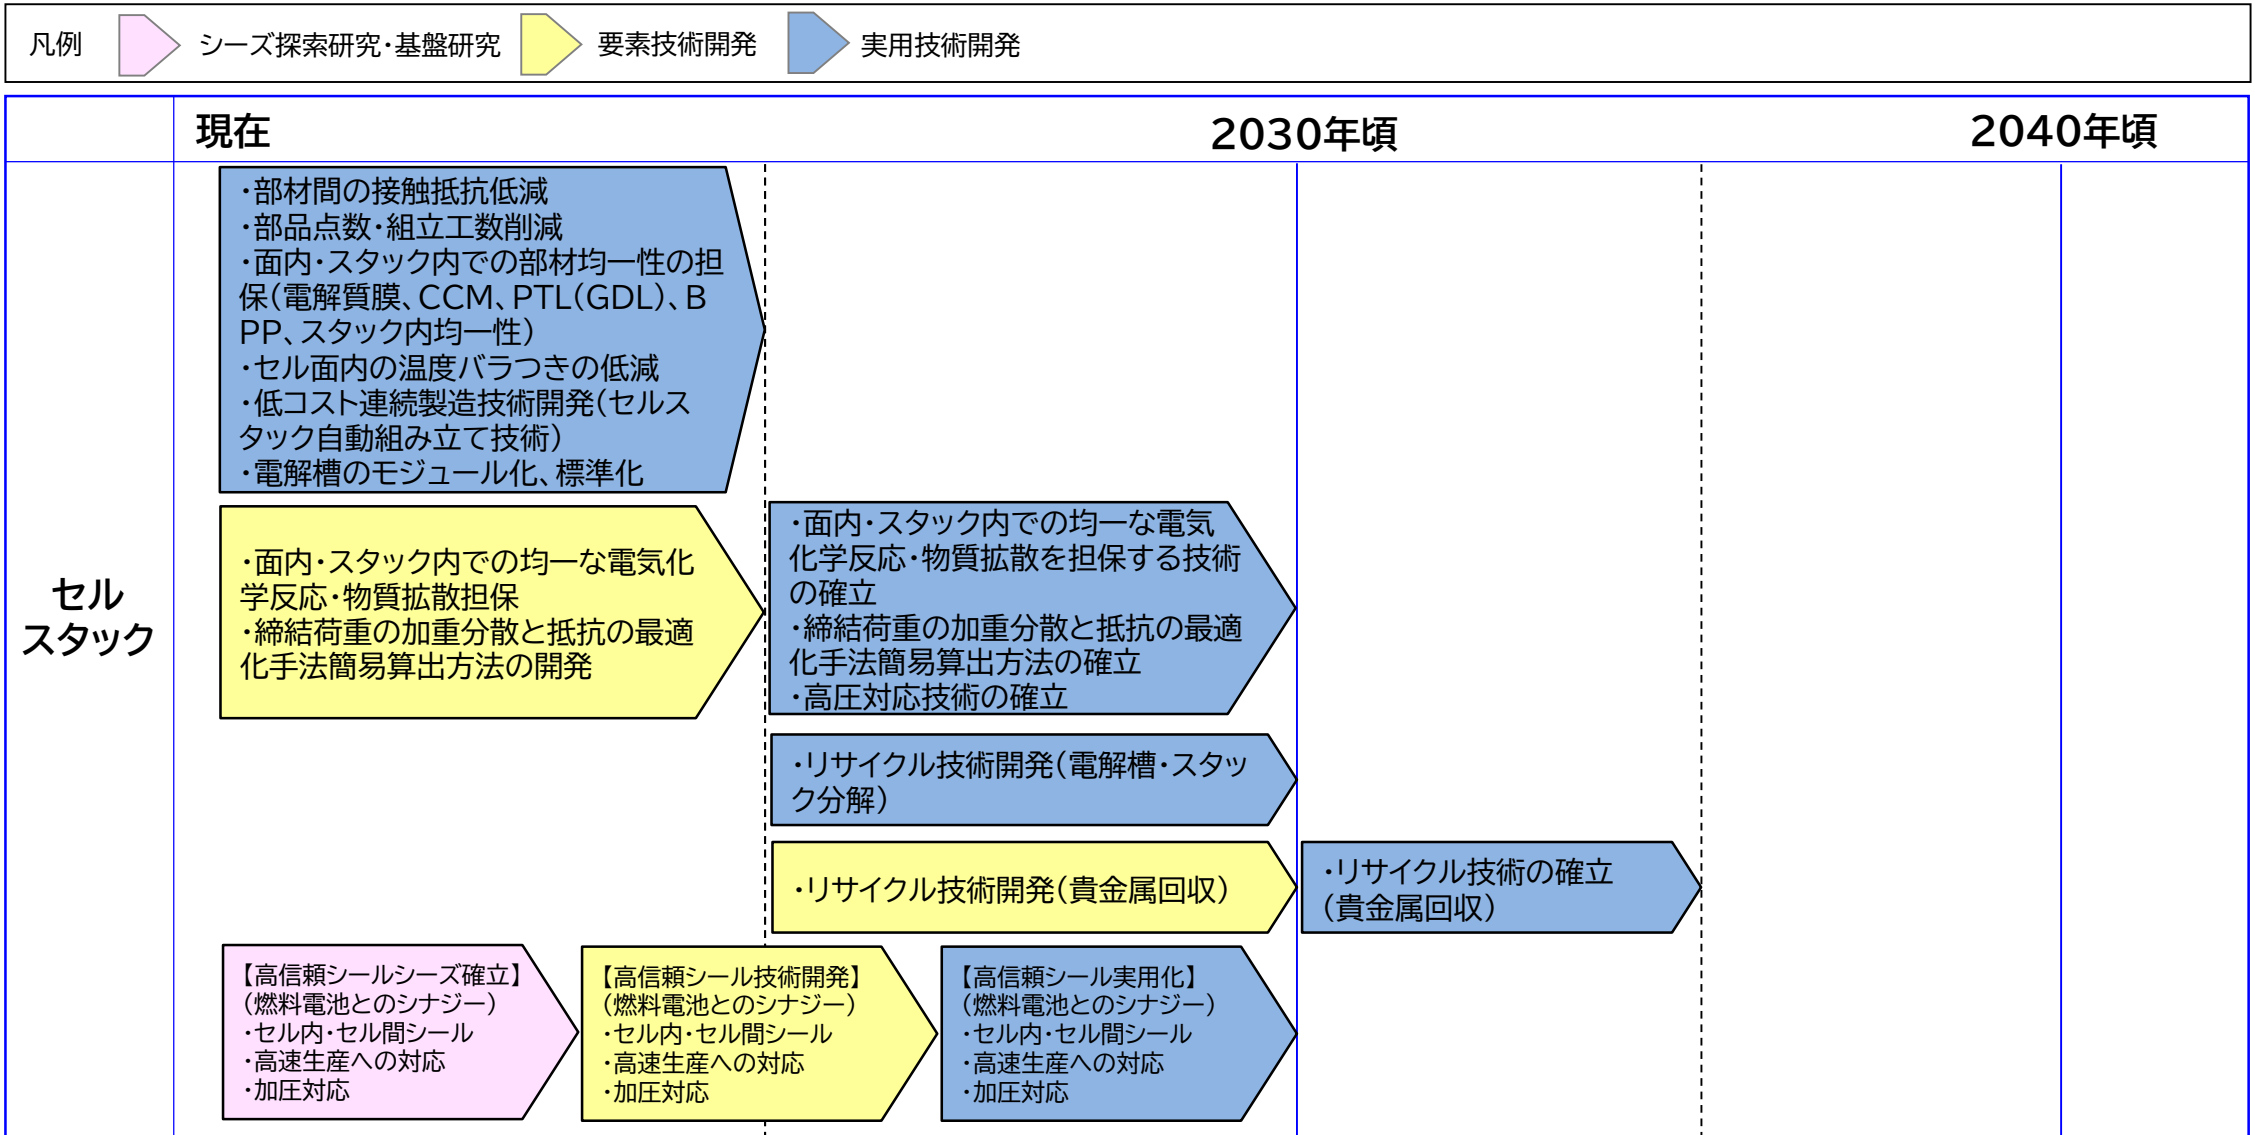 凡例
シーズ探索研究・基盤研究
要素技術開発
実用技術開発
現在
2030年頃
2040年頃
セル
スタック
・部材間の接触抵抗低減
・部品点数・組立工数削減
・面内・スタック内での部材均一性の担
保（電解質膜、CCM、PTL（GDL）、B
PP、スタック内均一性）
・セル面内の温度バラつきの低減
・低コスト連続製造技術開発（セルス
タック自動組み立て技術）
・電解槽のモジュール化、標準化
・面内・スタック内での均一な電気化
学反応・物質拡散担保
・締結荷重の加重分散と抵抗の最適
化手法簡易算出方法の開発
・面内・スタック内での均一な電気
化学反応・物質拡散を担保する技術
の確立
・締結荷重の加重分散と抵抗の最適
化手法簡易算出方法の確立
・高圧対応技術の確立
・リサイクル技術開発（電解槽・スタッ
ク分解）
・リサイクル技術開発（貴金属回収）
・リサイクル技術の確立
（貴金属回収）
【高信頼シールシーズ確立】
（燃料電池とのシナジー）
・セル内・セル間シール
・高速生産への対応
・加圧対応
【高信頼シール技術開発】
（燃料電池とのシナジー）
・セル内・セル間シール
・高速生産への対応
・加圧対応
【高信頼シール実用化】
（燃料電池とのシナジー）
・セル内・セル間シール
・高速生産への対応
・加圧対応